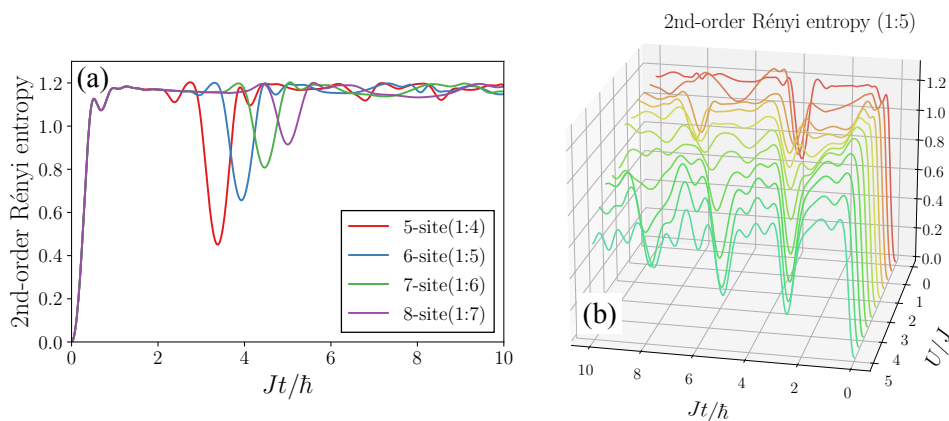 (a)
2nd-order Rényi entropy
1.2
1.0
0.8
0.6
0.4
0.2
0.0
0
2
4
6
8
10
Jt/ħ
5-site(1:4)
6-site(1:5)
7-site(1:6)
8-site(1:7)
2nd-order Rényi entropy (1:5)
1.2
1.0
0.8
0.6
0.4
0.2
0.0
0
1
2
3
4
5
U/J
(b)
10
8
6
4
2
0
Jt/ħ